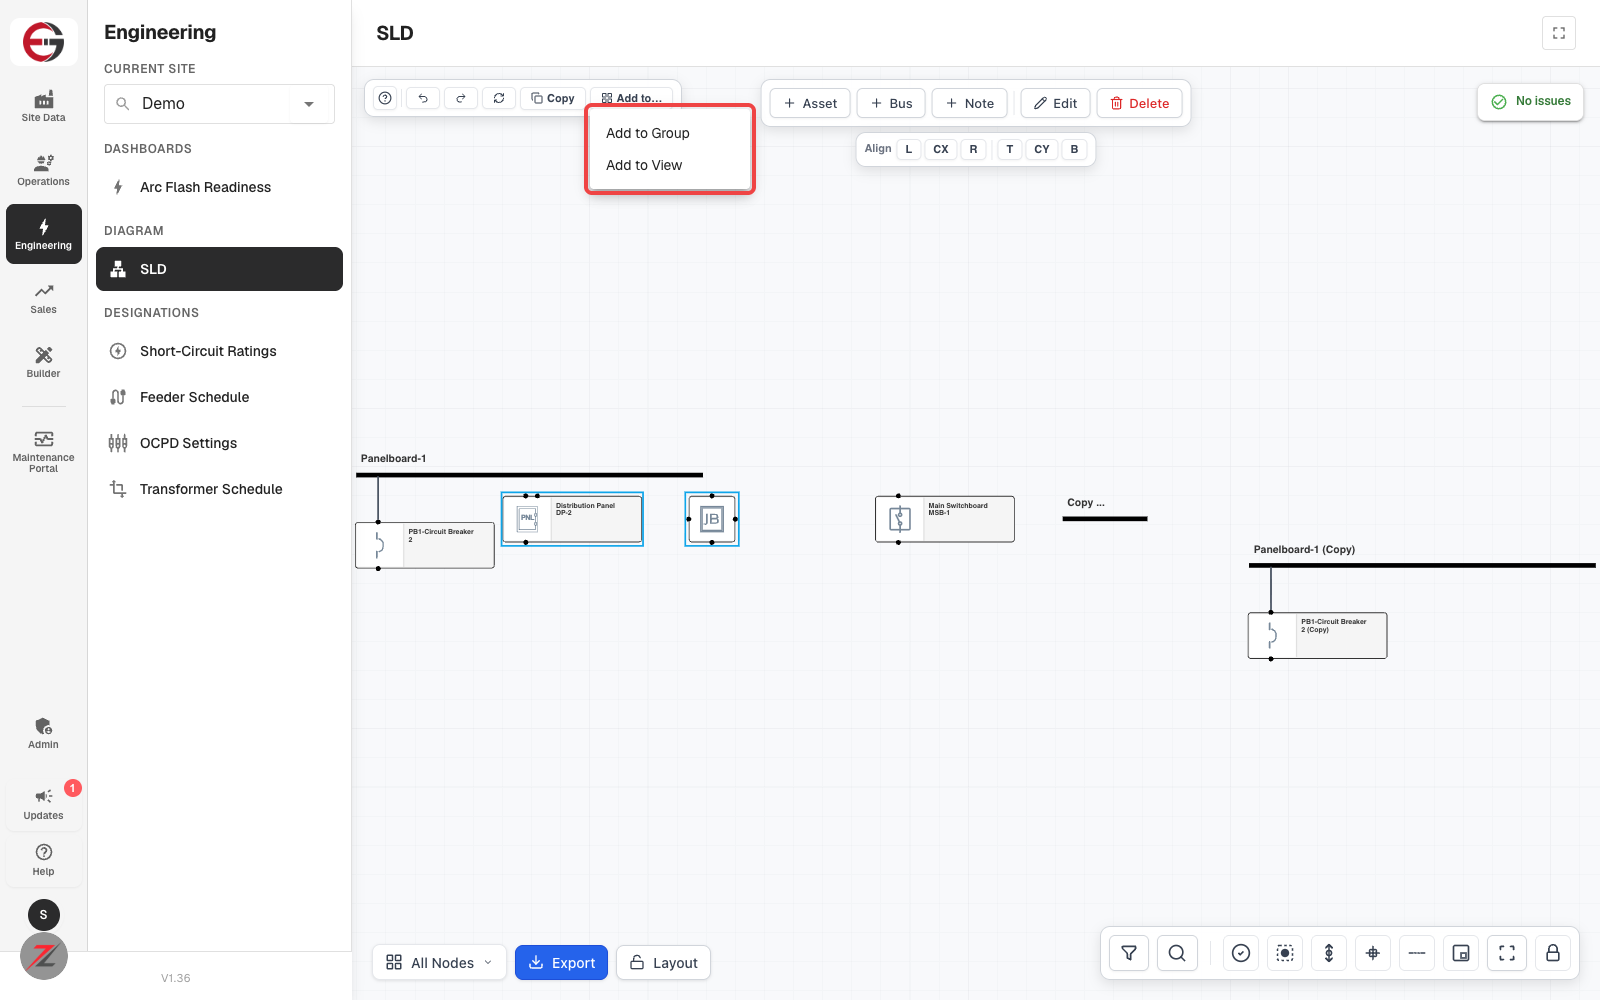 Engineering
SLD
CURRENT SITE
Demo
DASHBOARDS
Arc Flash Readiness
DIAGRAM
SLD
DESIGNATIONS
Short-Circuit Ratings
Feeder Schedule
OCPD Settings
Transformer Schedule
V1.36
Site Data
Operations
Engineering
Sales
Builder
Maintenance
Portal
Admin
1
Updates
Help
S
Copy
Add to...
Add to Group
Add to View
Asset
Bus
Note
Edit
Delete
Align
L
CX
R
T
CY
B
No issues
Panelboard-1
PB1-Circuit Breaker
2
PNL
Distribution Panel
DP-2
JB
Main Switchboard
MSB-1
Copy ...
Panelboard-1 (Copy)
PB1-Circuit Breaker
2 (Copy)
All Nodes
Export
Layout